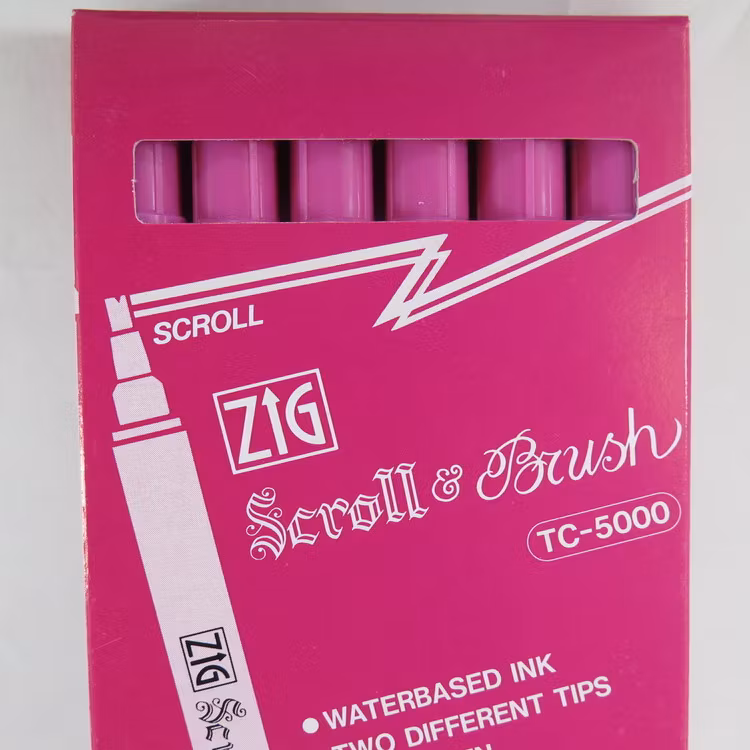 SCROLL
ZIG
Scroll & Brush
TC-5000
ZIG
• WATERBASED INK
TWO DIFFERENT TIPS